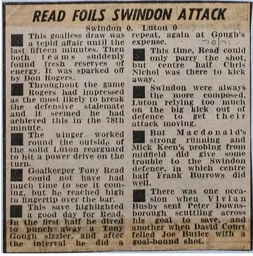 READ FOILS SWINDON ATTACK
Swindon 0, Luton 0
This goalless draw was
a tepid affair until the
last fifteen minutes. Then
both teams suddenly
found fresh reserves of
energy. It was sparked off
by Don Rogers.
Throughout the game
Rogers had impressed
as the most likely to break
the defensive stalemate
and it seemed he had
achieved this in the 78th
minute.
The winger worked
round the outside of
the solid Luton rearguard
to hit a power drive on the
turn.
Goalkeeper Tony Read
could not have had
much time to see it coming,
but he reached high
to fingertip over the bar.
This save highlighted
a good day for Read.
In the first half he dived
to punch away a Tony
Gough sizzler, and after
the interval he did a
repeat, again at Gough's
expense.
This time, Read could
only parry the shot,
but centre half Chris
Nichol was there to kick
away.
Swindon were always
the more composed,
Luton relying too much
on the big kick out of
defence to get their
attack moving.
But Macdonald's
strong running and
Mick Keen's probing from
midfield did give some
trouble to the Swindon
defence, in which centre
half Frank Burrows did
well.
There was one occasion
when Vivian
Busby sent Peter Downsborough
scuttling across
his goal to save, and
another when David Court
felled Joe Butler with a
goal-bound shot.